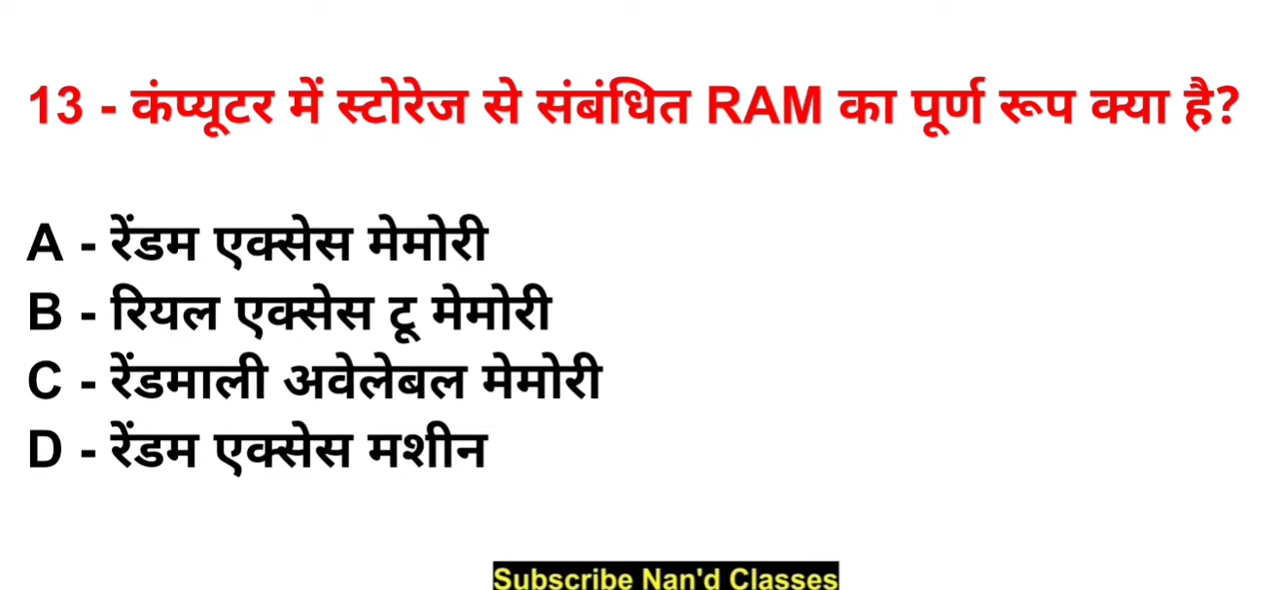 13 - कंप्यूटर में स्टोरेज से संबंधित RAM का पूर्ण रूप क्या है?
A - रेंडम एक्सेस मेमोरी
B - रियल एक्सेस टू मेमोरी
C - रेंडमाली अवेलेबल मेमोरी
D - रेंडम एक्सेस मशीन
Subscribe Nan'd Classes